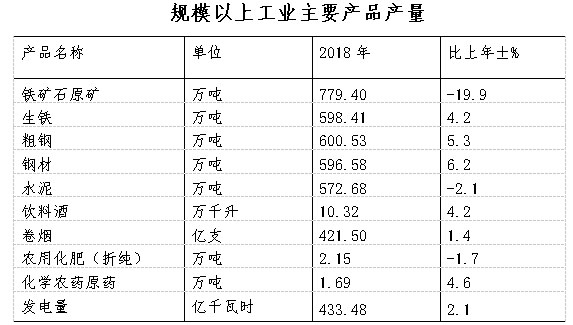 规模以上工业主要产品产量
产品名称 单位 2018 年 比上年±%
铁矿石原矿 万吨 779.40 -19.9
生铁 万吨 598.41 4.2
粗钢 万吨 600.53 5.3
钢材 万吨 596.58 6.2
水泥 万吨 572.68 -2.1
饮料酒 万千升 10.32 4.2
卷烟 亿支 421.50 1.4
农用化肥（折纯） 万吨 2.15 -1.7
化学农药原药 万吨 1.69 4.6
发电量 亿千瓦时 433.48 2.1